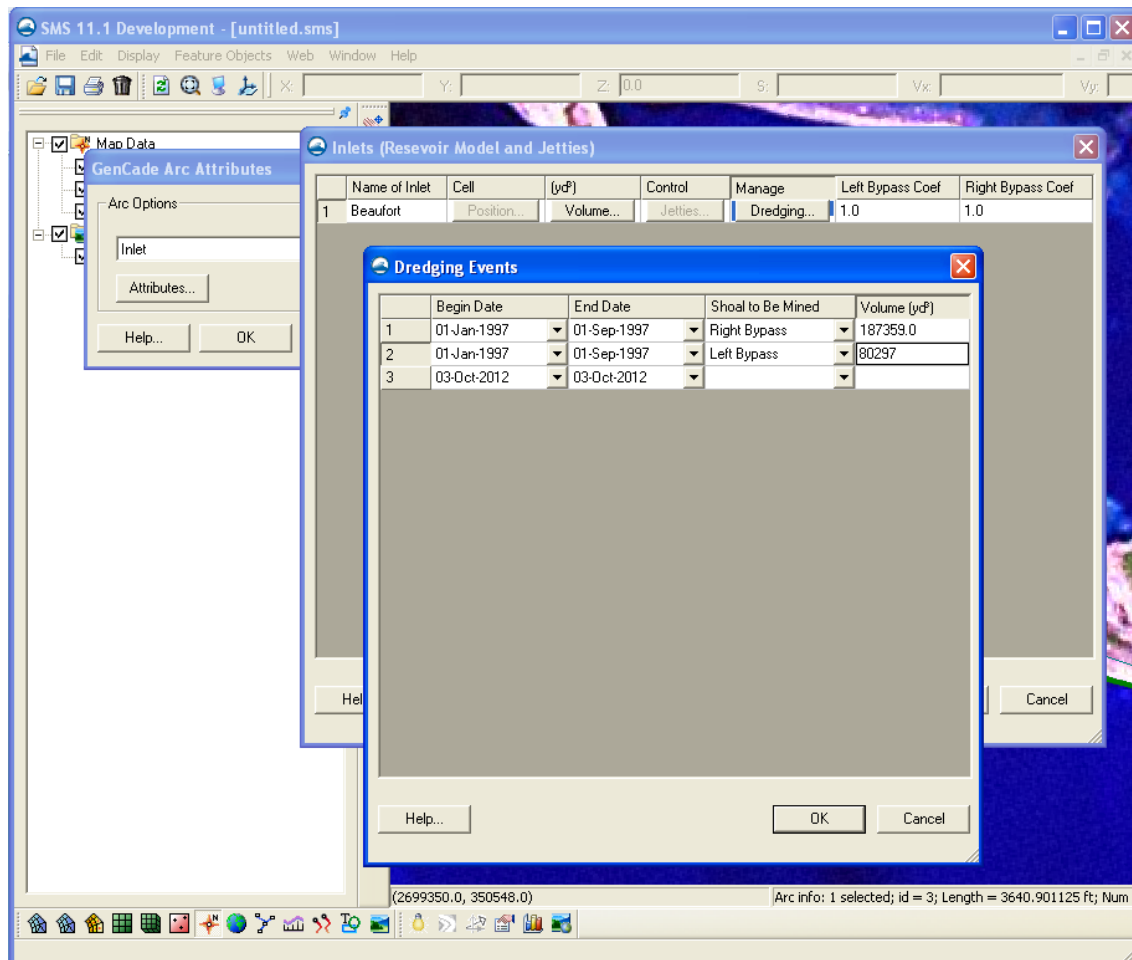 SMS 11.1 Development - [untitled.sms]
File Edit Display Feature Objects Web Window Help
X: Y: Z: 0.0 S: Vx: Vy:
Map Data
GenCade Arc Attributes
Arc Options
Inlet
Attributes...
Help... OK
Inlets (Resevoir Model and Jetties)
Name of Inlet Cell (yd³) Control Manage Left Bypass Coef Right Bypass Coef
1 Beaufort Position... Volume... Jetties... Dredging... 1.0 1.0
Dredging Events
Begin Date End Date Shoal to Be Mined Volume (yd³)
1 01-Jan-1997 01-Sep-1997 Right Bypass 187359.0
2 01-Jan-1997 01-Sep-1997 Left Bypass 80297
3 03-Oct-2012 03-Oct-2012
Hel Cancel
Help... OK Cancel
(2699350.0, 350548.0) Arc info: 1 selected; id = 3; Length = 3640.901125 ft; Num